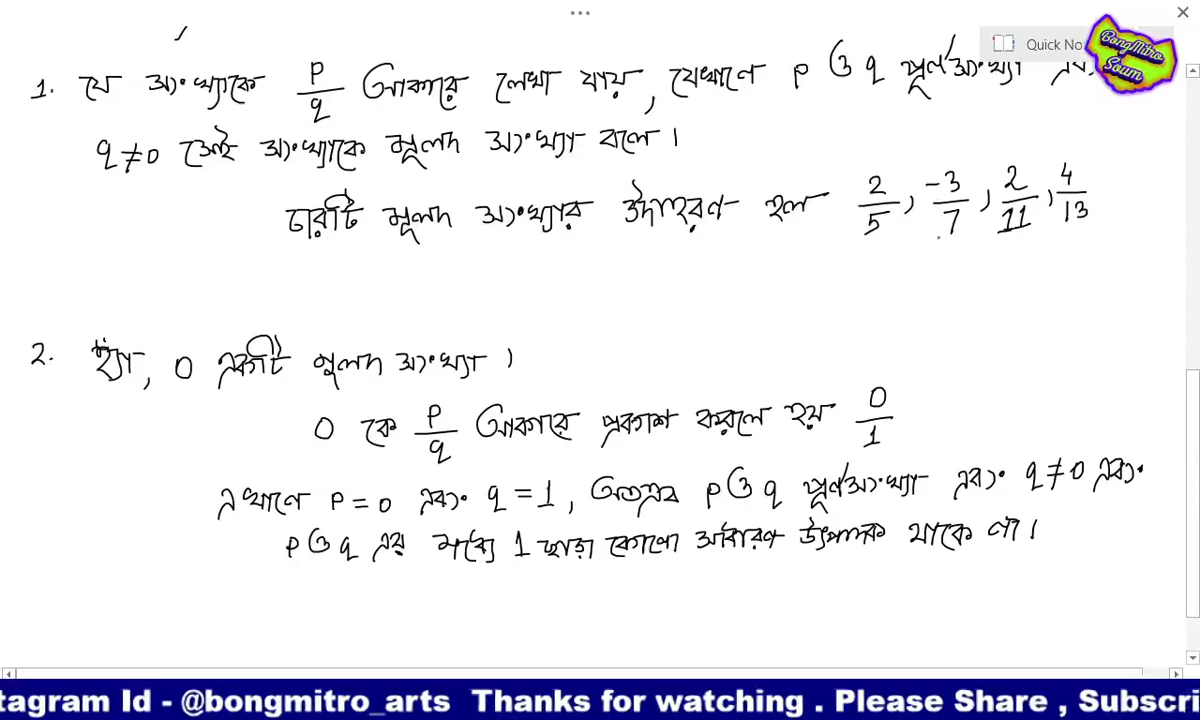 Quick No
BongMitro
Soum
1. যে সংখ্যাকে p/q আকারে লেখা যায়, যেখানে p ও q পূর্ণসংখ্যা এবং
q≠0 সেই সংখ্যাকে মূলদ সংখ্যা বলে।
চারটি মূলদ সংখ্যার উদাহরণ হল 2/5, -3/7, 2/11, 4/13
2. হ্যাঁ, 0 একটি মূলদ সংখ্যা।
0 কে p/q আকারে প্রকাশ করলে হয় 0/1
এখানে p = 0 এবং q = 1, অতএব p ও q পূর্ণসংখ্যা এবং q≠0 এবং
p ও q এর মধ্যে 1 ছাড়া কোনো সাধারণ উৎপাদক থাকে না।
tagram Id - @bongmitro_arts Thanks for watching . Please Share , Subscri